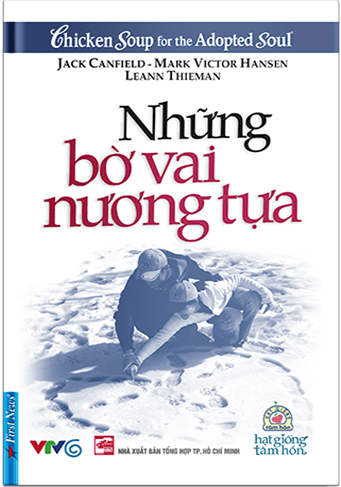 Chicken Soup for the Adopted Soul
JACK CANFIELD - MARK VICTOR HANSEN
LEANN THIEMAN
Những
bờ vai
nương tựa
First News
VTV6
NHÀ XUẤT BẢN TỔNG HỢP TP. HỒ CHÍ MINH
hạt giống
tâm hồn